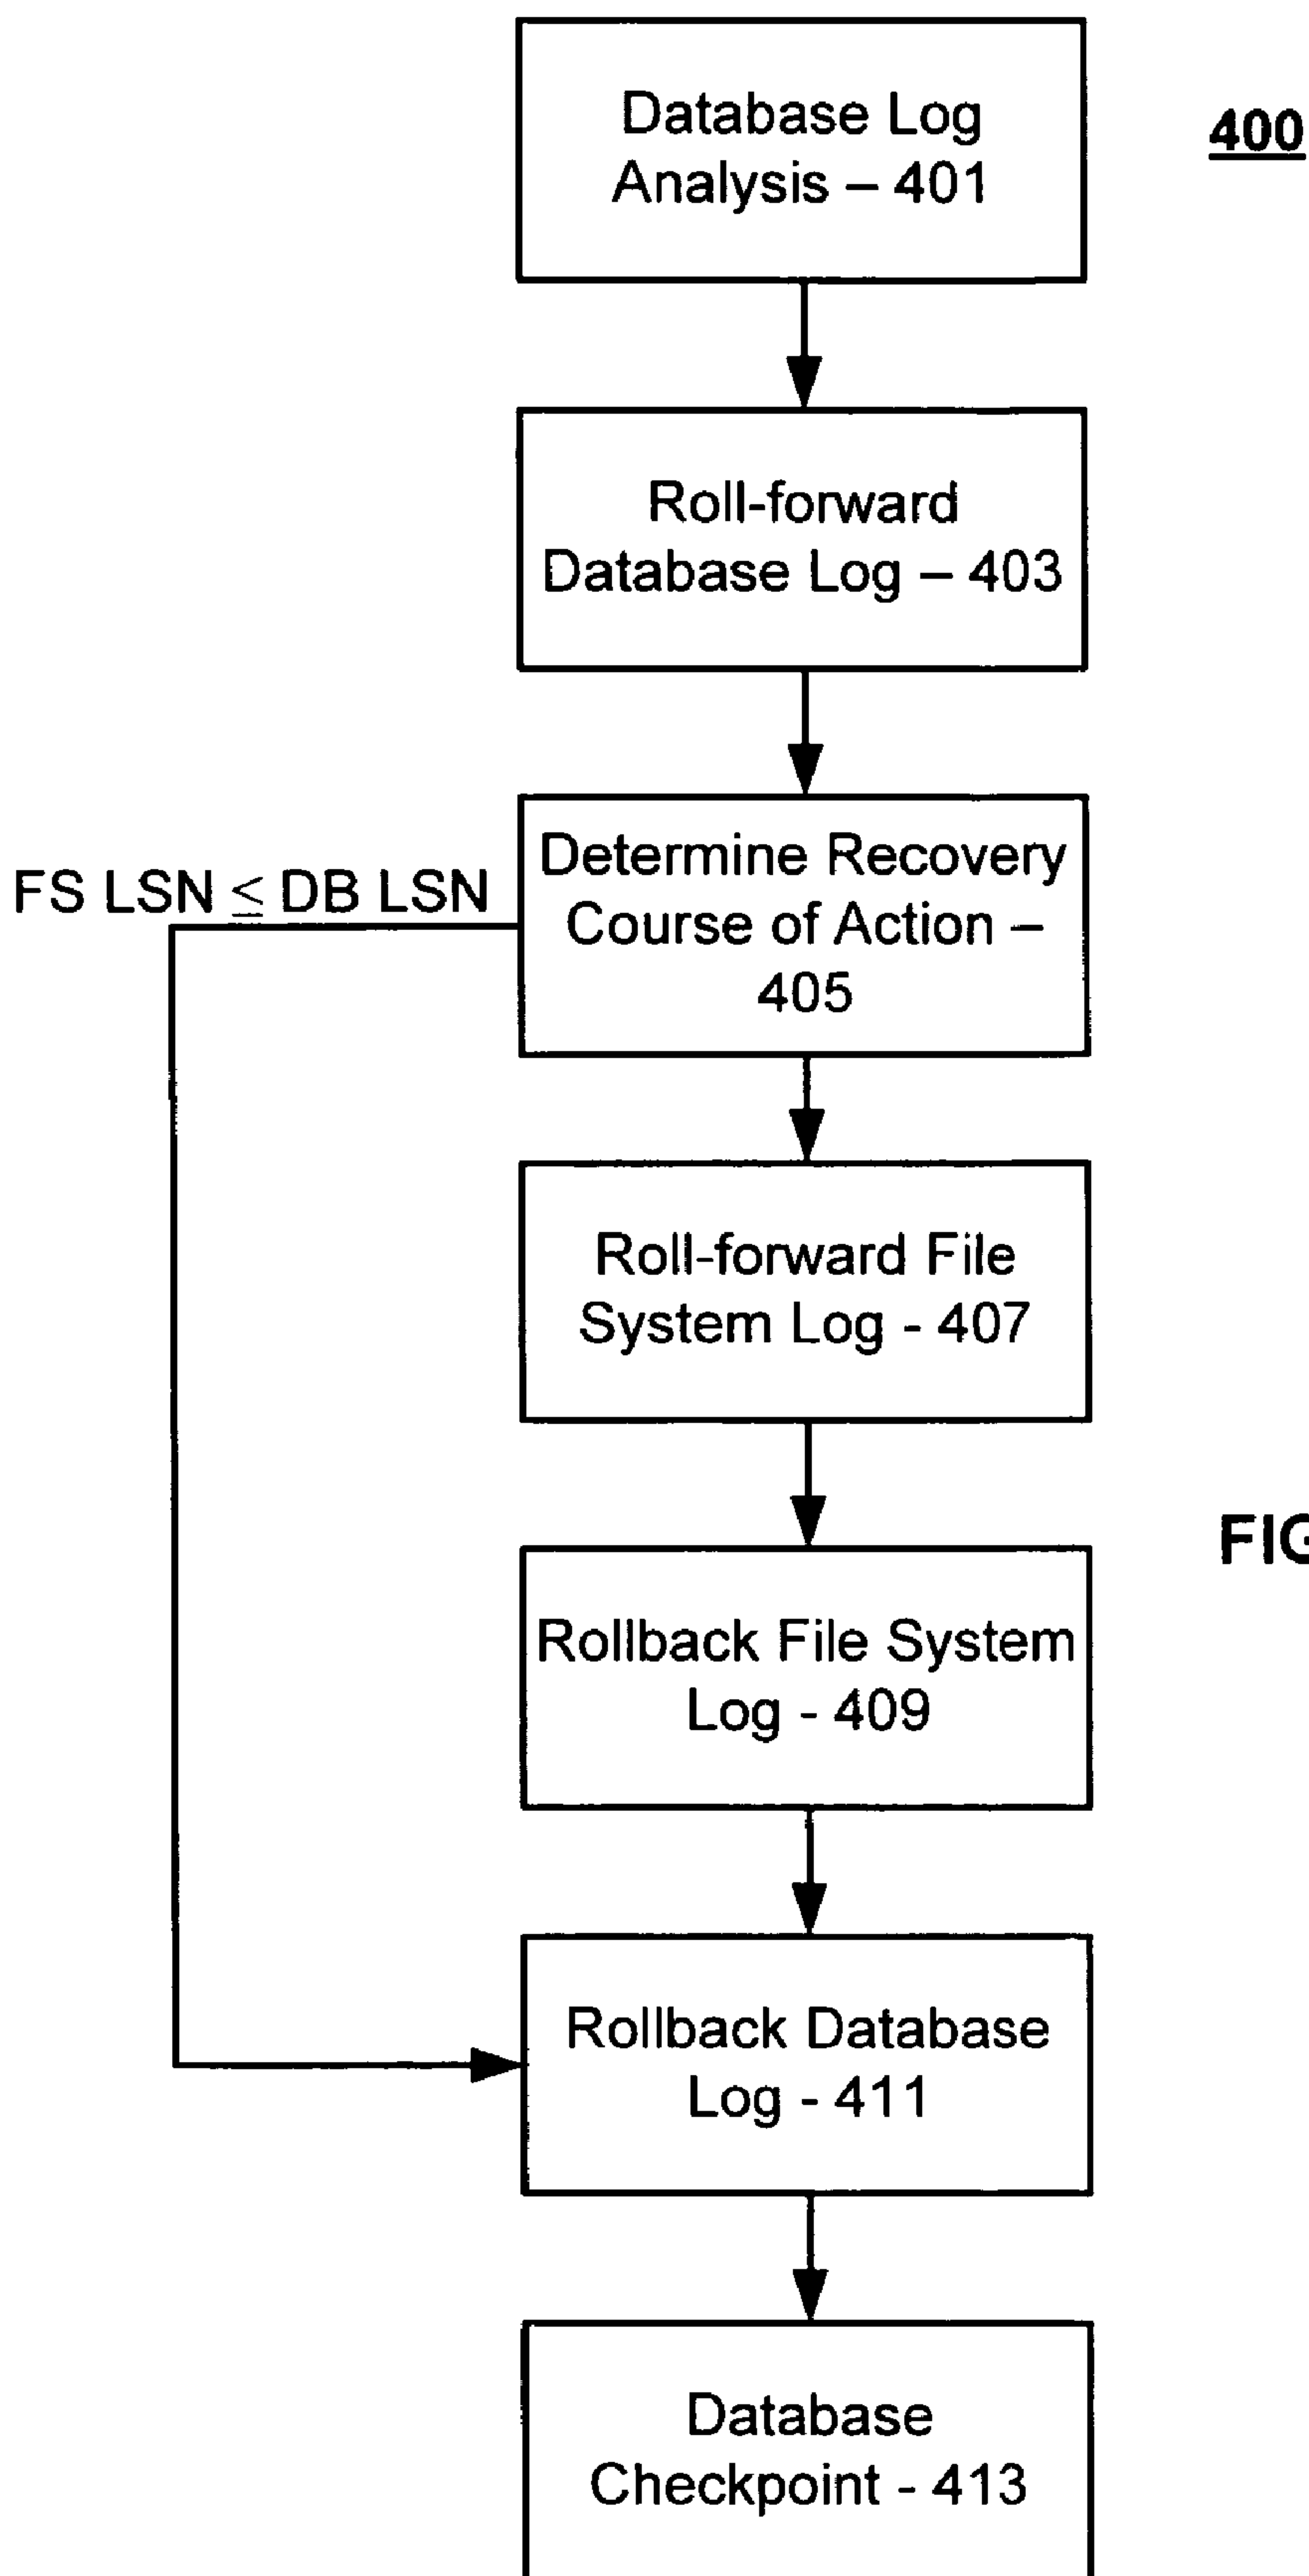 Database Log
Analysis – 401
400
Roll-forward
Database Log – 403
FS LSN ≤ DB LSN
Determine Recovery
Course of Action –
405
Roll-forward File
System Log - 407
FIG
Rollback File System
Log - 409
Rollback Database
Log - 411
Database
Checkpoint - 413